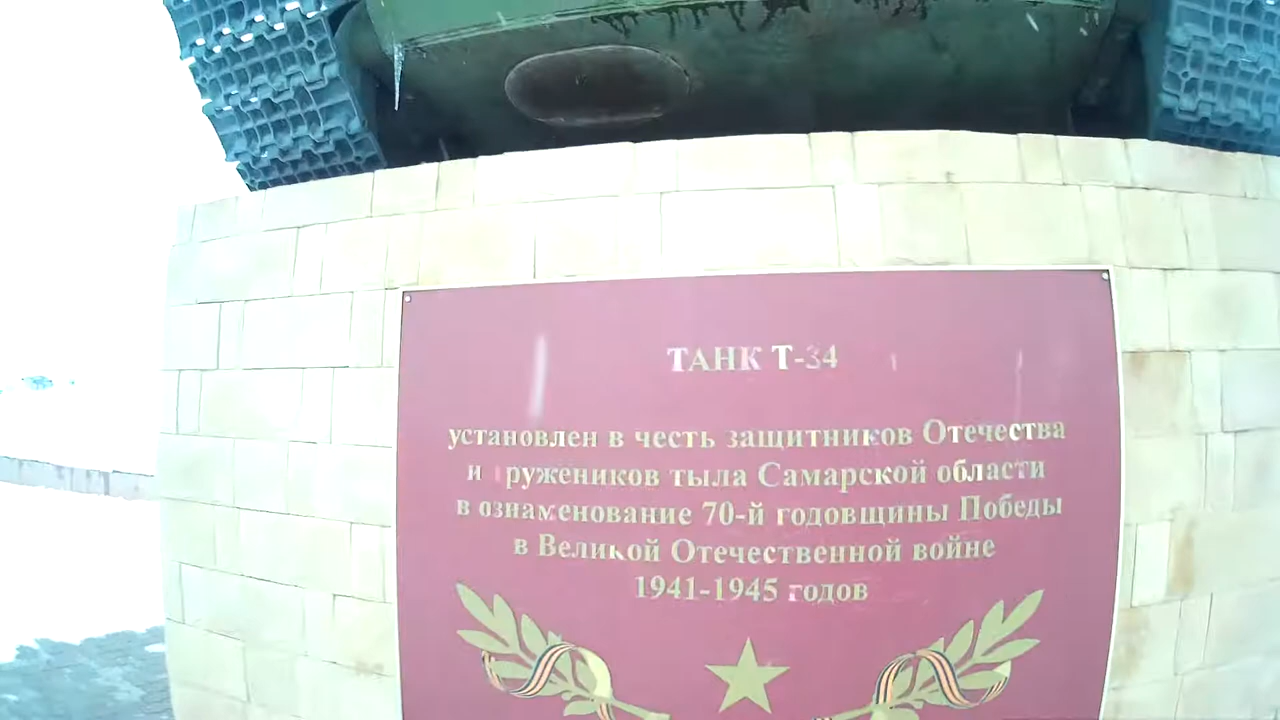 ТАНК Т-34
установлен в честь защитников Отечества
и тружеников тыла Самарской области
в ознаменование 70-й годовщины Победы
в Великой Отечественной войне
1941-1945 годов